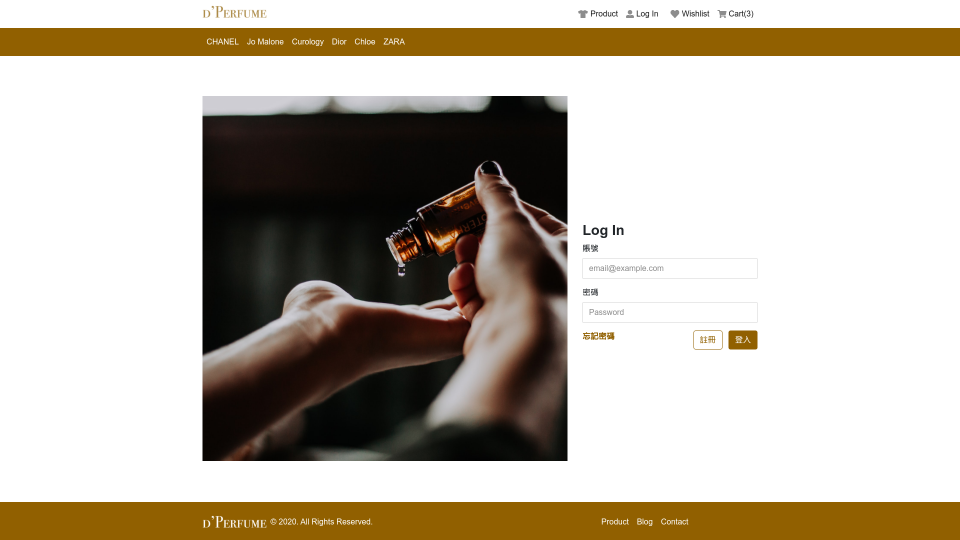 D'PERFUME
Product Log In Wishlist Cart(3)
CHANEL Jo Malone Curology Dior Chloe ZARA
Log In
帳號
email@example.com
密碼
Password
忘記密碼 註冊 登入
D'PERFUME © 2020. All Rights Reserved. Product Blog Contact